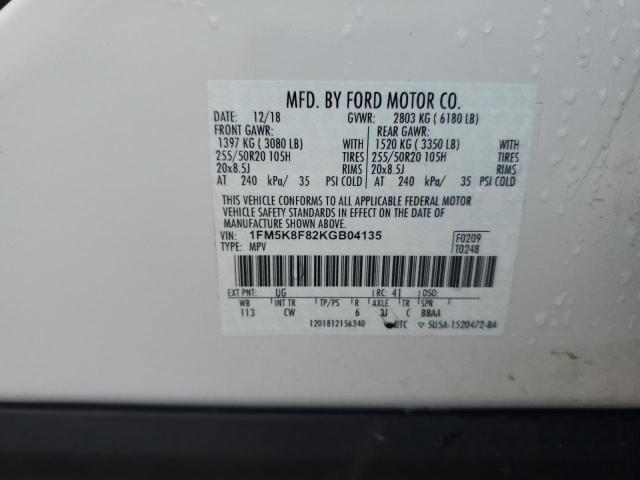 MFD. BY FORD MOTOR CO.
DATE: 12/18 GVWR: 2803 KG ( 6180 LB)
FRONT GAWR: REAR GAWR:
1397 KG ( 3080 LB) WITH 1520 KG ( 3350 LB) WITH
255/50R20 105H TIRES 255/50R20 105H TIRES
20x8.5J RIMS 20x8.5J RIMS
AT 240 kPa/ 35 PSI COLD AT 240 kPa/ 35 PSI COLD
THIS VEHICLE CONFORMS TO ALL APPLICABLE FEDERAL MOTOR
VEHICLE SAFETY STANDARDS IN EFFECT ON THE DATE OF
MANUFACTURE SHOWN ABOVE.
VIN: 1FM5K8F82KGB04135 F0209
TYPE: MPV T0248
EXT PNT: UG RC: 41 DSO:
WB INT TR TP/PS R AXLE TR SPR
113 CW 6 3J C BBAA
1201812156340 UTC ▽ 5U5A-1520472-BA